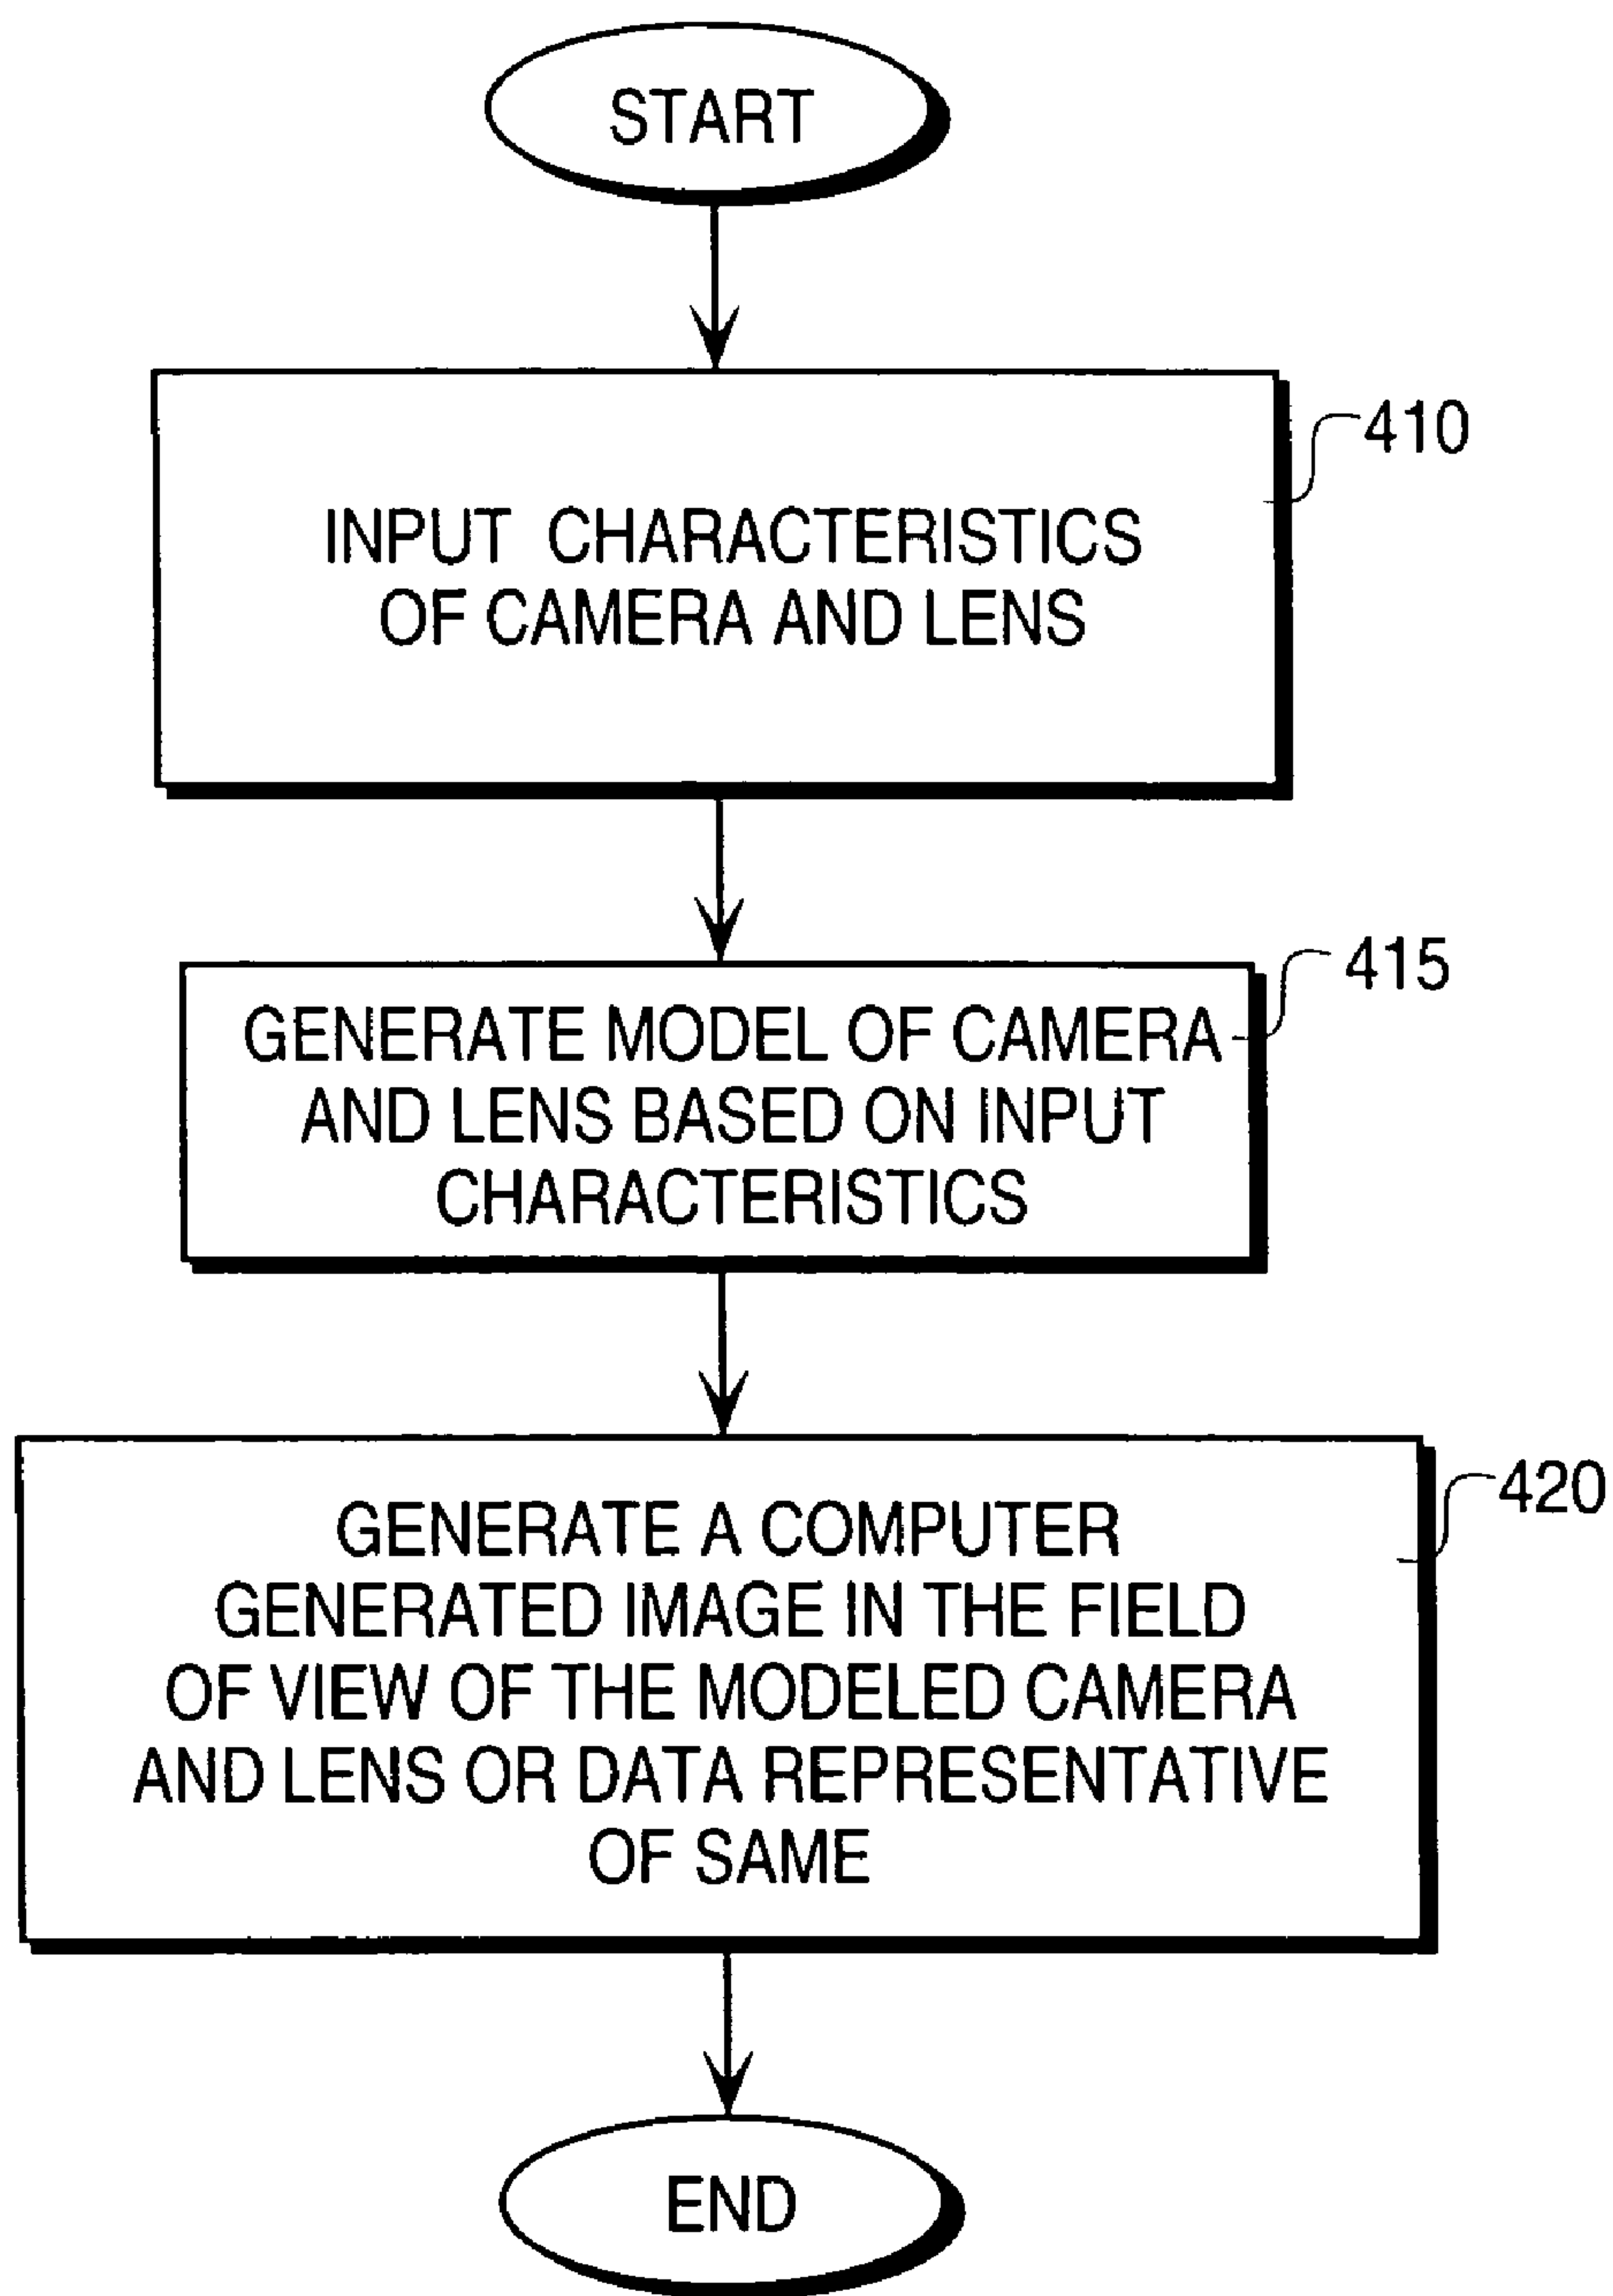 START
INPUT CHARACTERISTICS
OF CAMERA AND LENS
410
GENERATE MODEL OF CAMERA
AND LENS BASED ON INPUT
CHARACTERISTICS
415
GENERATE A COMPUTER
GENERATED IMAGE IN THE FIELD
OF VIEW OF THE MODELED CAMERA
AND LENS OR DATA REPRESENTATIVE
OF SAME
420
END